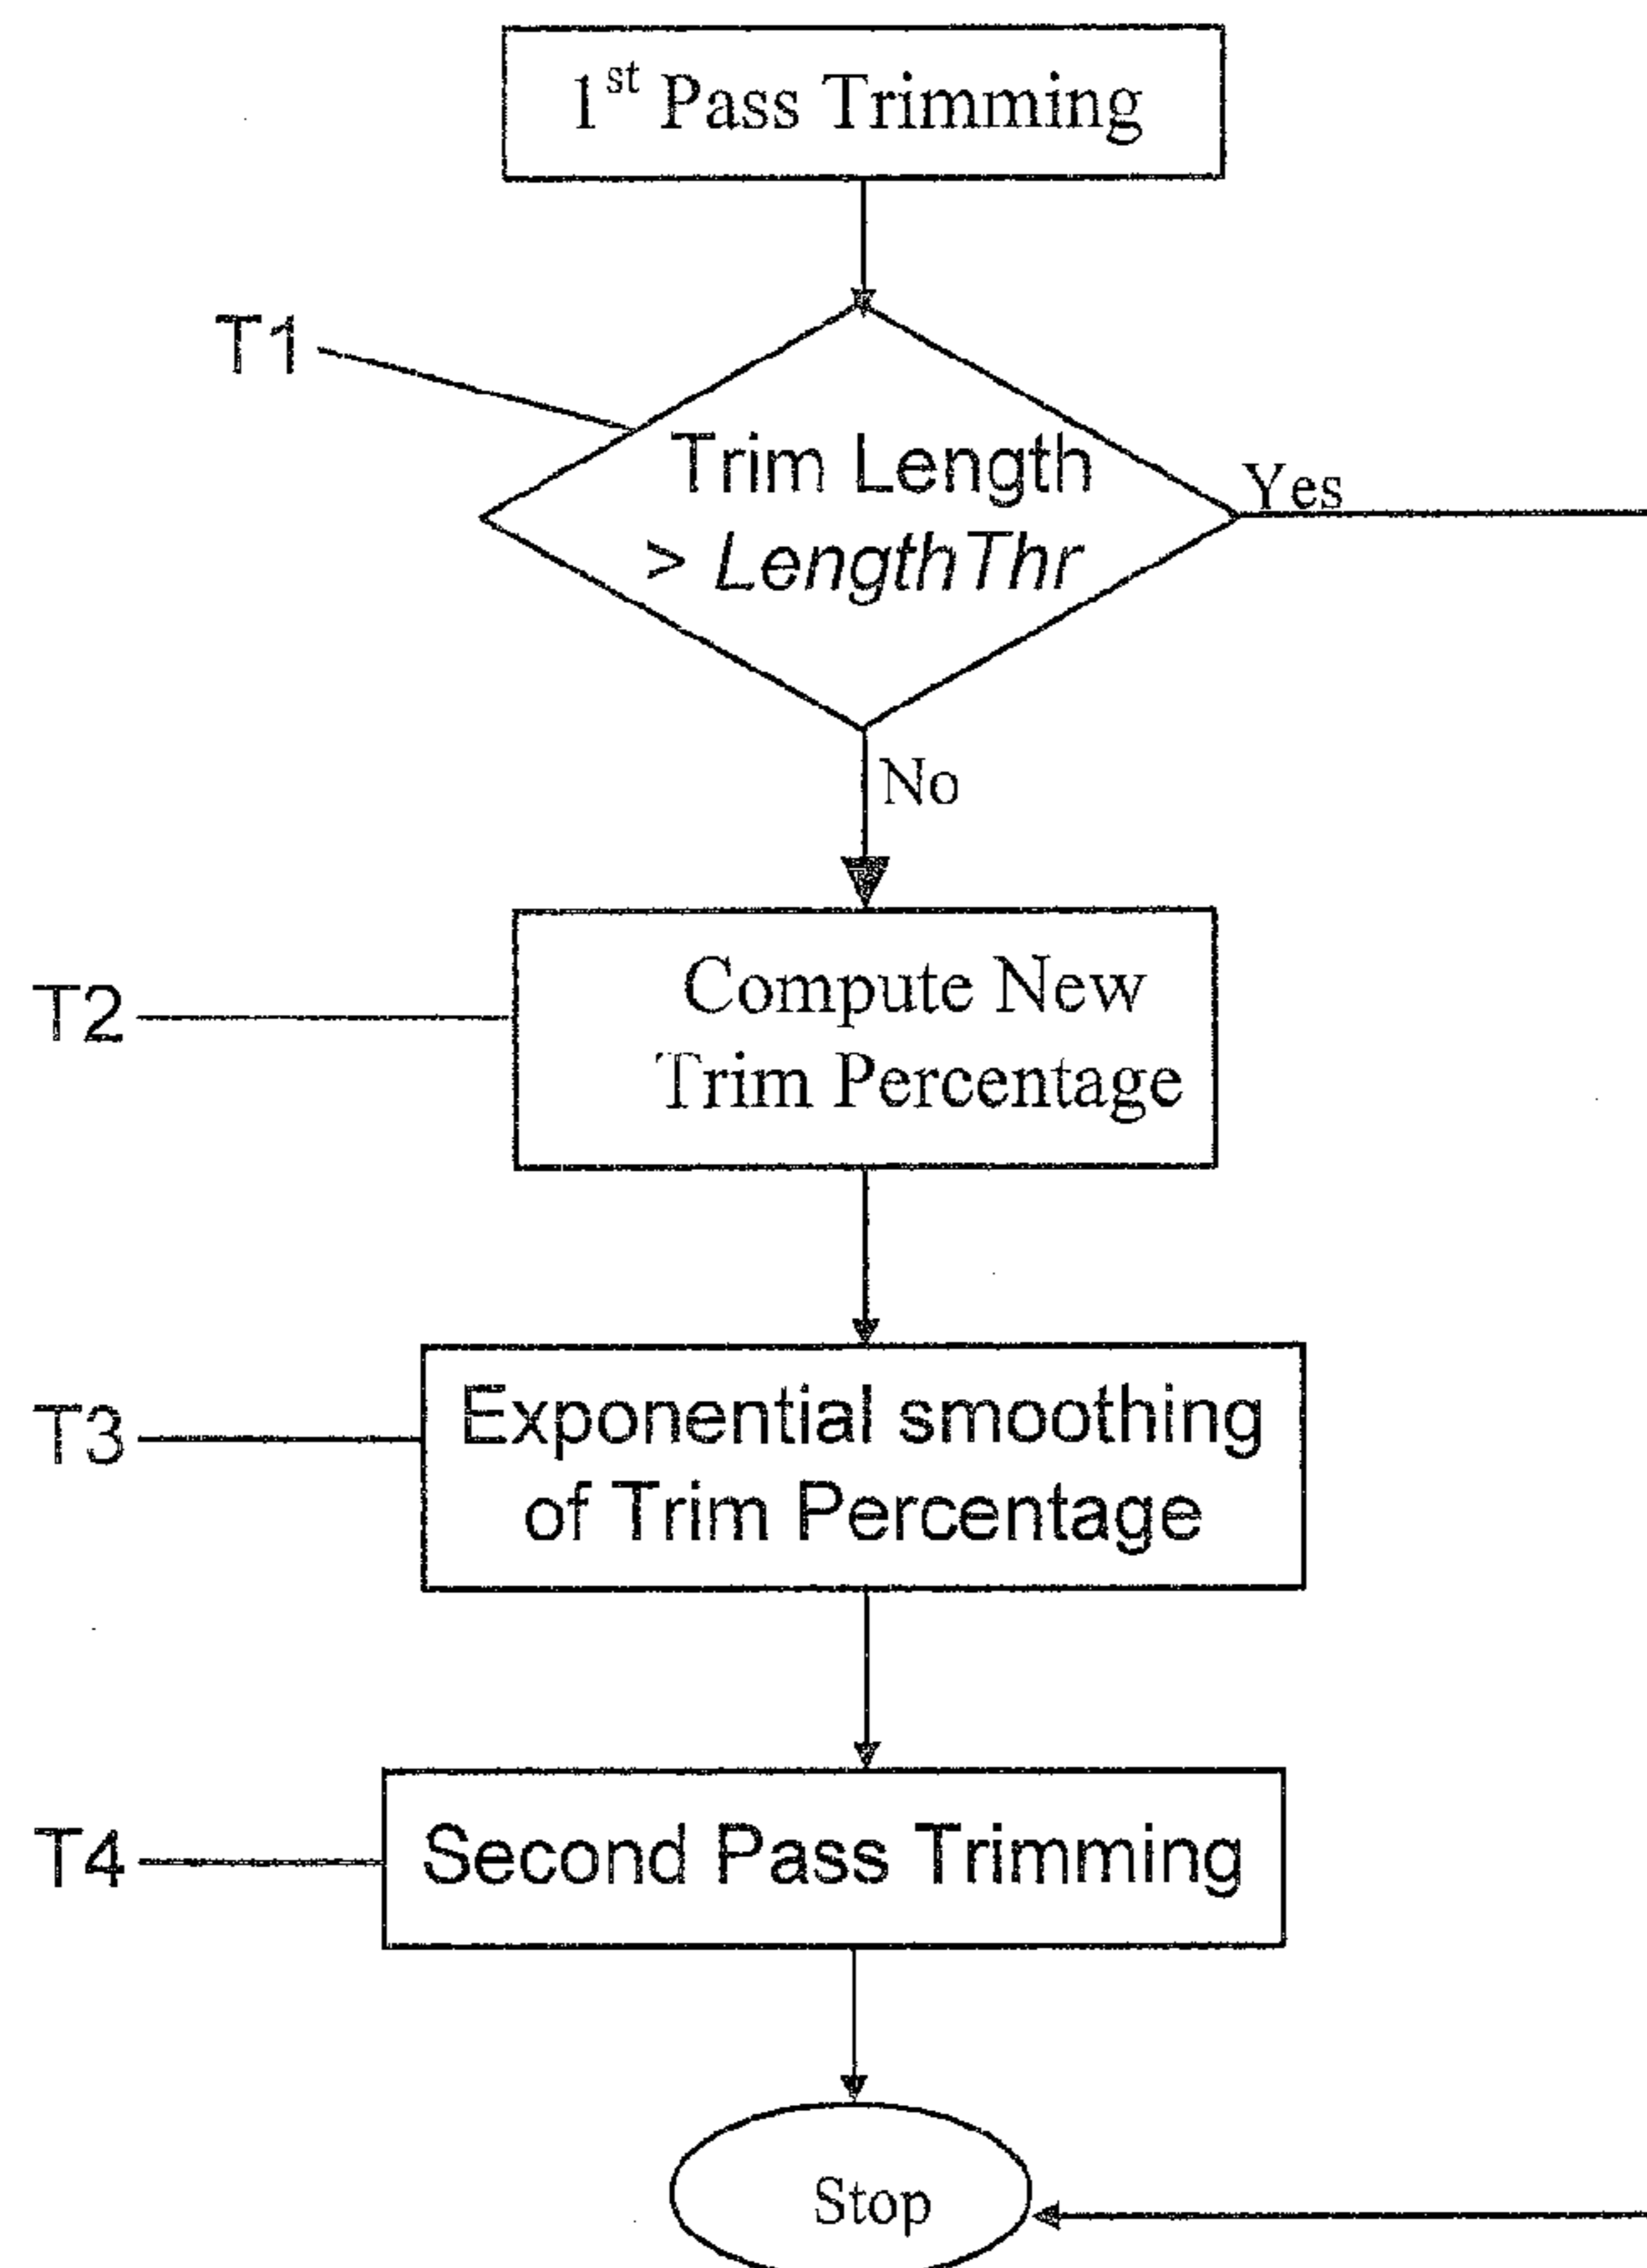 1st Pass Trimming
T1
Trim Length
> LengthThr
Yes
No
T2
Compute New
Trim Percentage
T3
Exponential smoothing
of Trim Percentage
T4
Second Pass Trimming
Stop